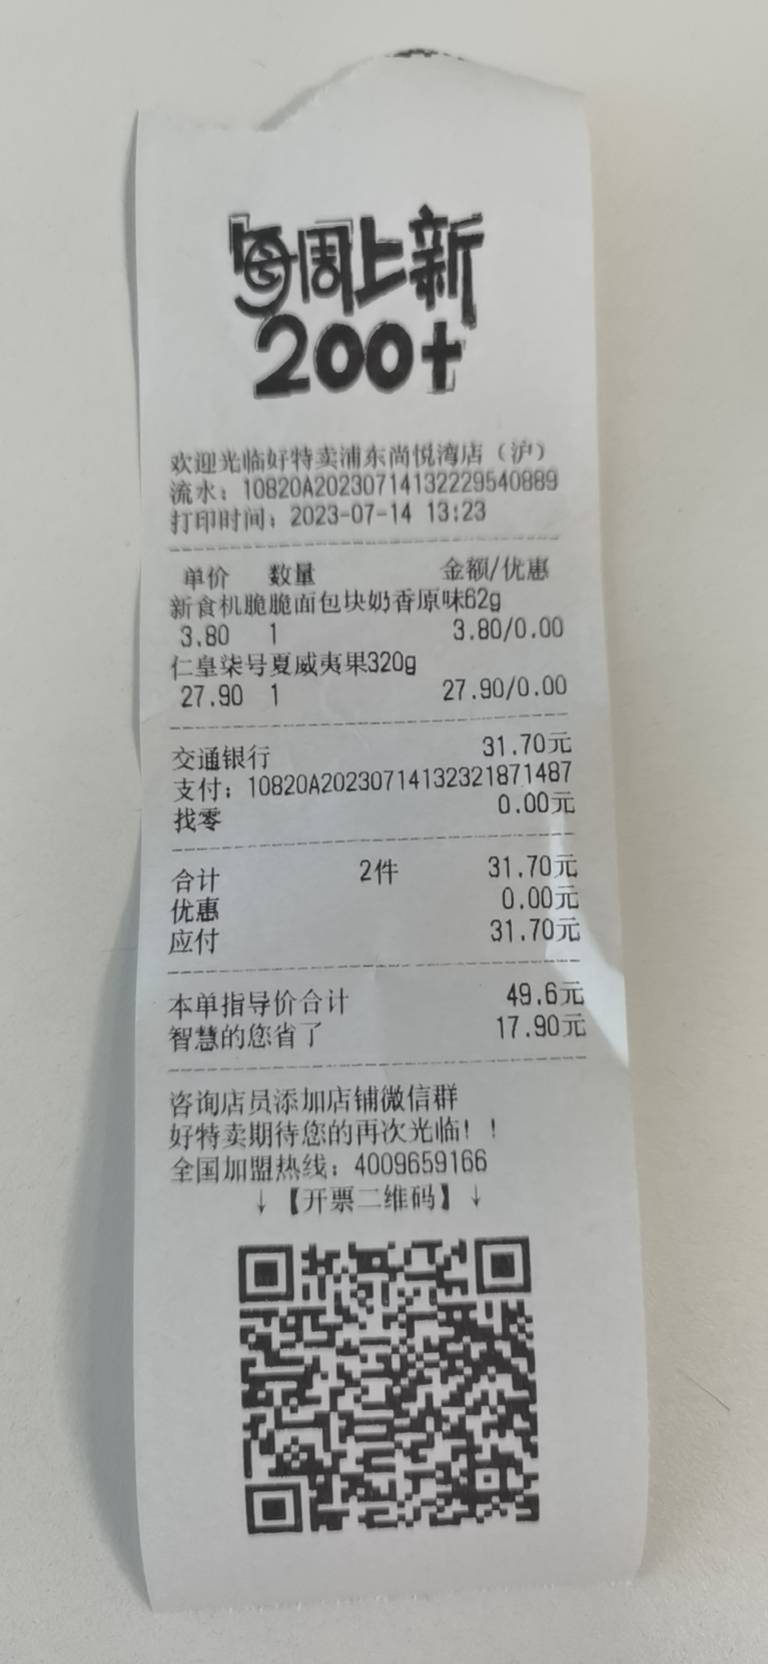 每周上新
200+
欢迎光临好特卖浦东尚悦湾店（沪）
流水：10820A20230714132229540889
打印时间：2023-07-14 13:23
单价 数量 金额/优惠
新食机脆脆面包块奶香原味62g
3.80 1 3.80/0.00
仁皇柒号夏威夷果320g
27.90 1 27.90/0.00
交通银行 31.70元
支付：10820A20230714132321871487
找零 0.00元
合计 2件 31.70元
优惠 0.00元
应付 31.70元
本单指导价合计 49.6元
智慧的您省了 17.90元
咨询店员添加店铺微信群
好特卖期待您的再次光临！！
全国加盟热线：4009659166
↓【开票二维码】↓